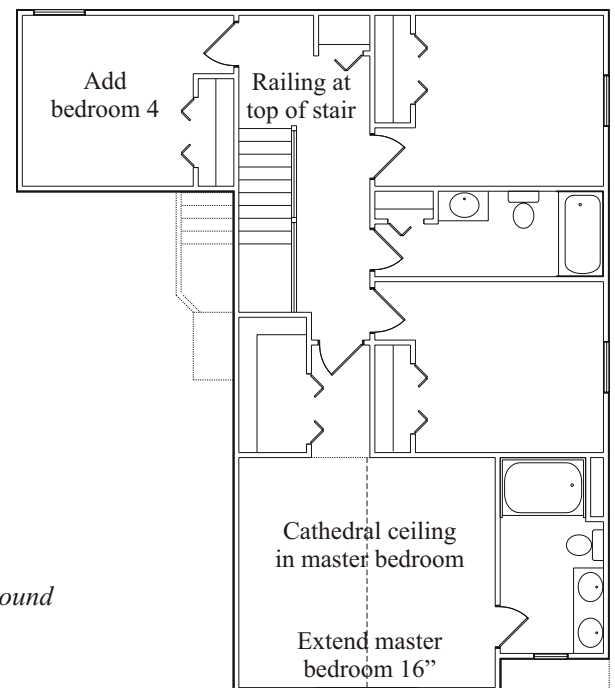 Add
bedroom 4
Railing at
top of stair
Cathedral ceiling
in master bedroom
ound
Extend master
bedroom 16”